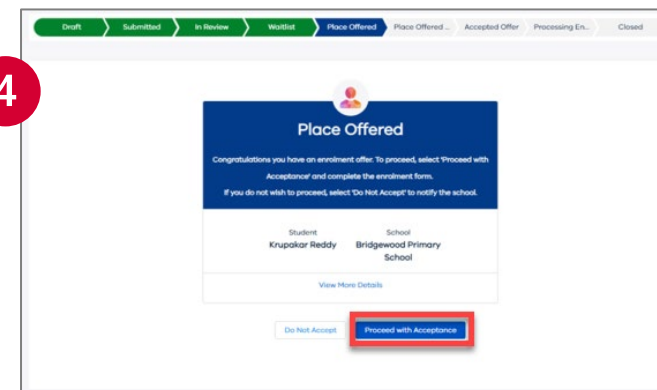 Draft Submitted In Review Waitlist Place Offered Place Offered ... Accepted Offer Processing En... Closed
4
Place Offered
Congratulations you have an enrolment offer. To proceed, select 'Proceed with
Acceptance' and complete the enrolment form.
If you do not wish to proceed, select 'Do Not Accept' to notify the school.
Student School
Krupakar Reddy Bridgewood Primary
School
View More Details
Do Not Accept Proceed with Acceptance